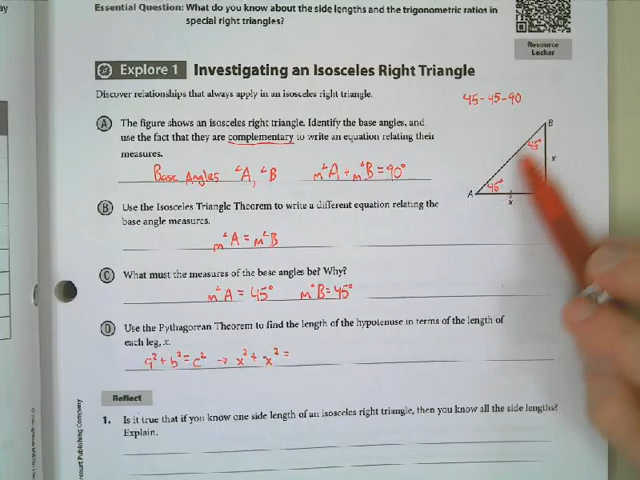 Essential Question: What do you know about the side lengths and the trigonometric ratios in
special right triangles?
Resource
Locker
Explore 1 Investigating an Isosceles Right Triangle
Discover relationships that always apply in an isosceles right triangle.
45-45-90
A The figure shows an isosceles right triangle. Identify the base angles, and
use the fact that they are complementary to write an equation relating their
measures.
Base Angles ∠A, ∠B m∠A + m∠B = 90°
B
45°
x
A
45°
x
B Use the Isosceles Triangle Theorem to write a different equation relating the
base angle measures.
m∠A = m∠B
C What must the measures of the base angles be? Why?
m∠A = 45° m∠B = 45°
D Use the Pythagorean Theorem to find the length of the hypotenuse in terms of the length of
each leg, x.
a² + b² = c² → x² + x² =
Reflect
1. Is it true that if you know one side length of an isosceles right triangle, then you know all the side lengths?
Explain.
court Publishing Company